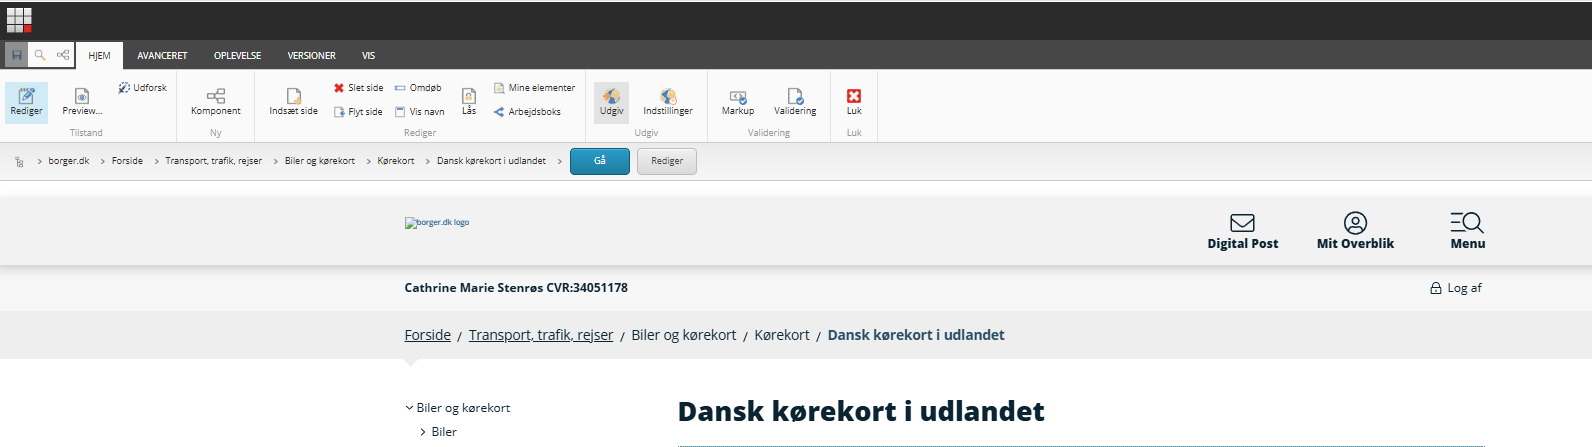 HJEM AVANCERET OPLEVELSE VERSIONER VIS
Rediger Preview... Udforsk
Tilstand
Komponent
Ny
Indsæt side Slet side Omdøb Lås Mine elementer
Flyt side Vis navn Arbejdsboks
Rediger
Udgiv Indstillinger
Udgiv
Markup Validering
Validering
Luk
Luk
borger.dk Forside Transport, trafik, rejser Biler og kørekort Kørekort Dansk kørekort i udlandet Gå Rediger
borger.dk logo
Digital Post Mit Overblik Menu
Cathrine Marie Stenrøs CVR:34051178 Log af
Forside / Transport, trafik, rejser / Biler og kørekort / Kørekort / Dansk kørekort i udlandet
Biler og kørekort
Biler
Dansk kørekort i udlandet